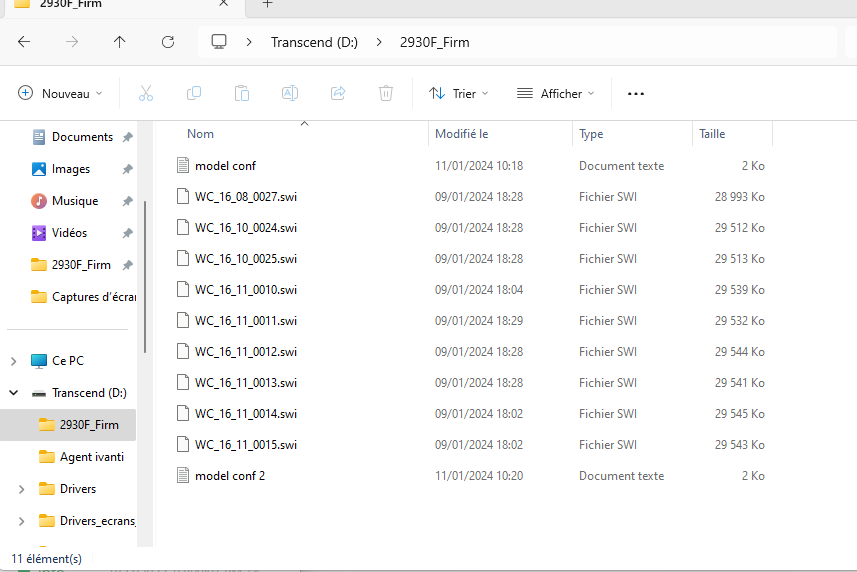 2930F_Firm
Transcend (D:) 2930F_Firm
Nouveau Trier Afficher
Documents
Images
Musique
Vidéos
2930F_Firm
Captures d'écran
Ce PC
Transcend (D:)
2930F_Firm
Agent ivanti
Drivers
Drivers_ecrans_
Nom Modifié le Type Taille
model conf 11/01/2024 10:18 Document texte 2 Ko
WC_16_08_0027.swi 09/01/2024 18:28 Fichier SWI 28 993 Ko
WC_16_10_0024.swi 09/01/2024 18:28 Fichier SWI 29 512 Ko
WC_16_10_0025.swi 09/01/2024 18:28 Fichier SWI 29 513 Ko
WC_16_11_0010.swi 09/01/2024 18:04 Fichier SWI 29 539 Ko
WC_16_11_0011.swi 09/01/2024 18:29 Fichier SWI 29 532 Ko
WC_16_11_0012.swi 09/01/2024 18:28 Fichier SWI 29 544 Ko
WC_16_11_0013.swi 09/01/2024 18:28 Fichier SWI 29 541 Ko
WC_16_11_0014.swi 09/01/2024 18:02 Fichier SWI 29 545 Ko
WC_16_11_0015.swi 09/01/2024 18:02 Fichier SWI 29 543 Ko
model conf 2 11/01/2024 10:20 Document texte 2 Ko
11 élément(s)